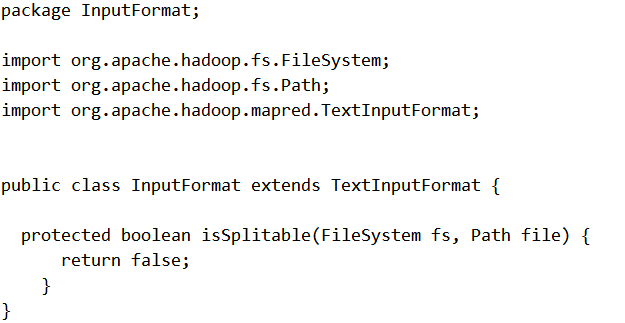 package InputFormat;
import org.apache.hadoop.fs.FileSystem;
import org.apache.hadoop.fs.Path;
import org.apache.hadoop.mapred.TextInputFormat;
public class InputFormat extends TextInputFormat {
protected boolean isSplitable(FileSystem fs, Path file) {
return false;
}
}